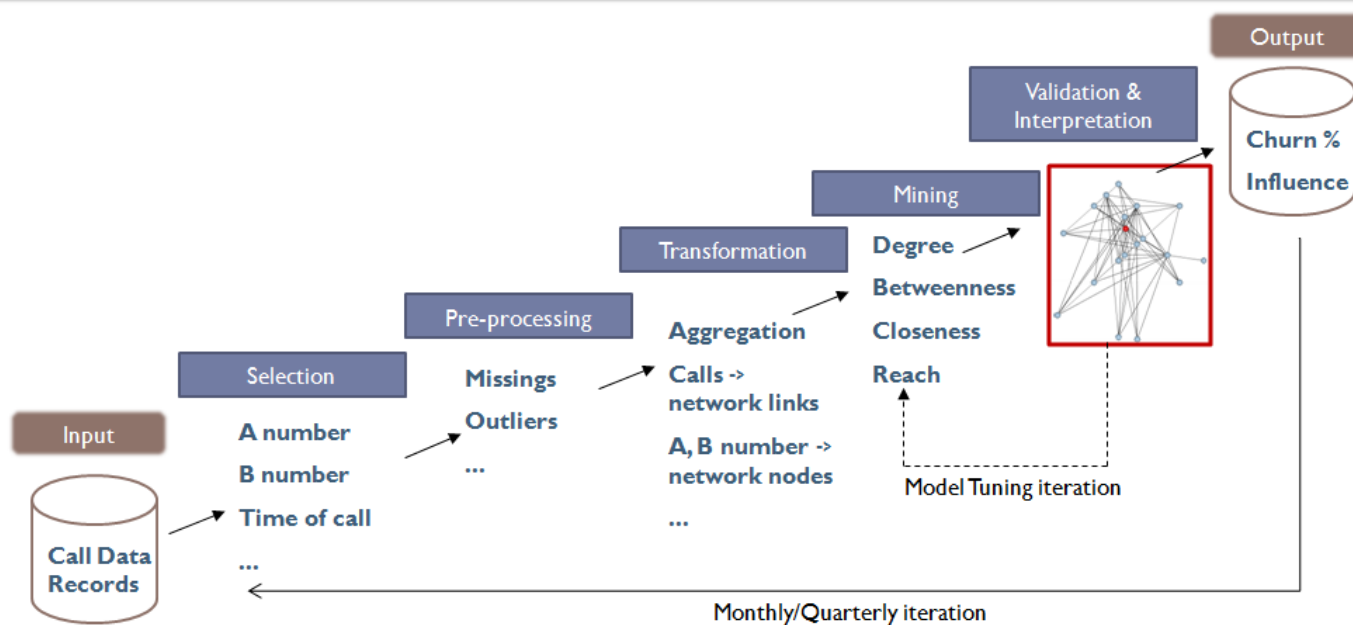 Input
Call Data
Records
Selection
A number
B number
Time of call
...
Pre-processing
Missings
Outliers
...
Transformation
Aggregation
Calls ->
network links
A, B number ->
network nodes
...
Mining
Degree
Betweenness
Closeness
Reach
Validation &
Interpretation
Output
Churn %
Influence
Model Tuning iteration
Monthly/Quarterly iteration